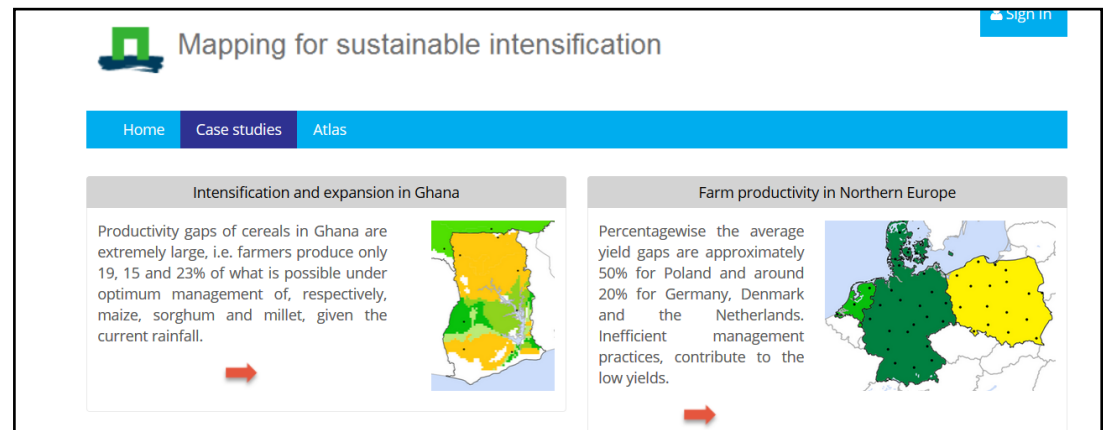 Sign In
Mapping for sustainable intensification
Home Case studies Atlas
Intensification and expansion in Ghana
Productivity gaps of cereals in Ghana are
extremely large, i.e. farmers produce only
19, 15 and 23% of what is possible under
optimum management of, respectively,
maize, sorghum and millet, given the
current rainfall.
Farm productivity in Northern Europe
Percentagewise the average
yield gaps are approximately
50% for Poland and around
20% for Germany, Denmark
and the Netherlands.
Inefficient management
practices, contribute to the
low yields.